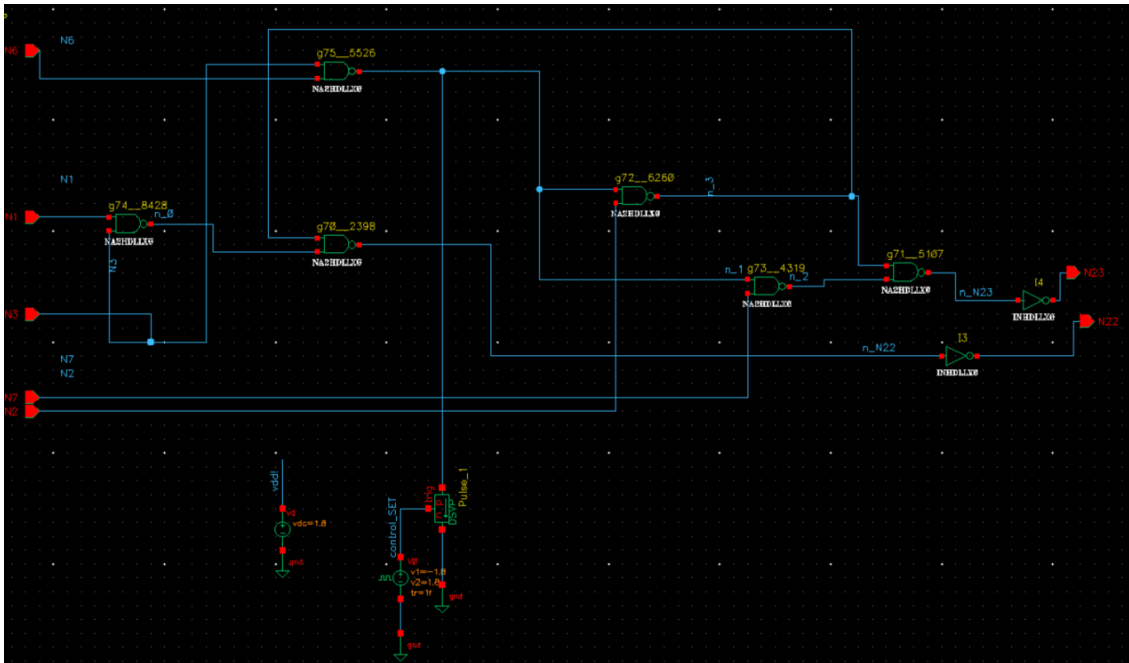 N6
N6
g75__5526
NA2HDLLX0
N1
g72__6260
n_3
NA2HDLLX0
g74__8428
n_0
N1
NA2HDLLX0
g70__2398
NA2HDLLX0
N3
g71__5107
n_1
g73__4319
n_2
N23
NA2HDLLX0
NA2HDLLX0
n_N23
I4
INHDLLX0
N3
N22
I3
n_N22
INHDLLX0
N7
N2
N7
N2
vdd!
vd
vdc=1.8
gnd
control_SET
trig
Pulse_1
V0
v1=-1.8
v2=1.8
tr=1f
gnd
gnd